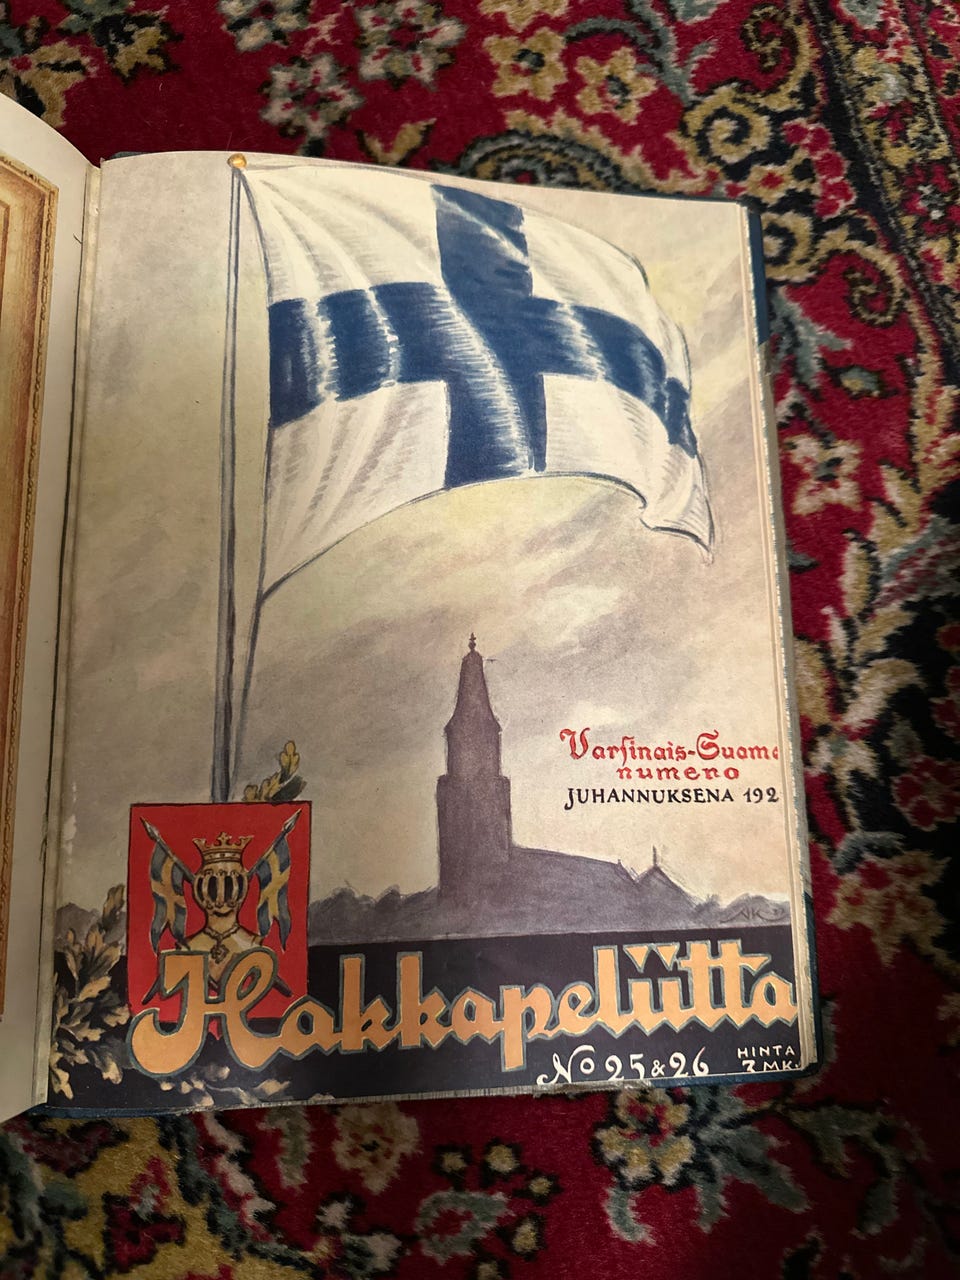 Varsinais-Suome
numero
JUHANNUKSENA 192
Hakkapeliitta
No 25 & 26
HINTA
3 MK.